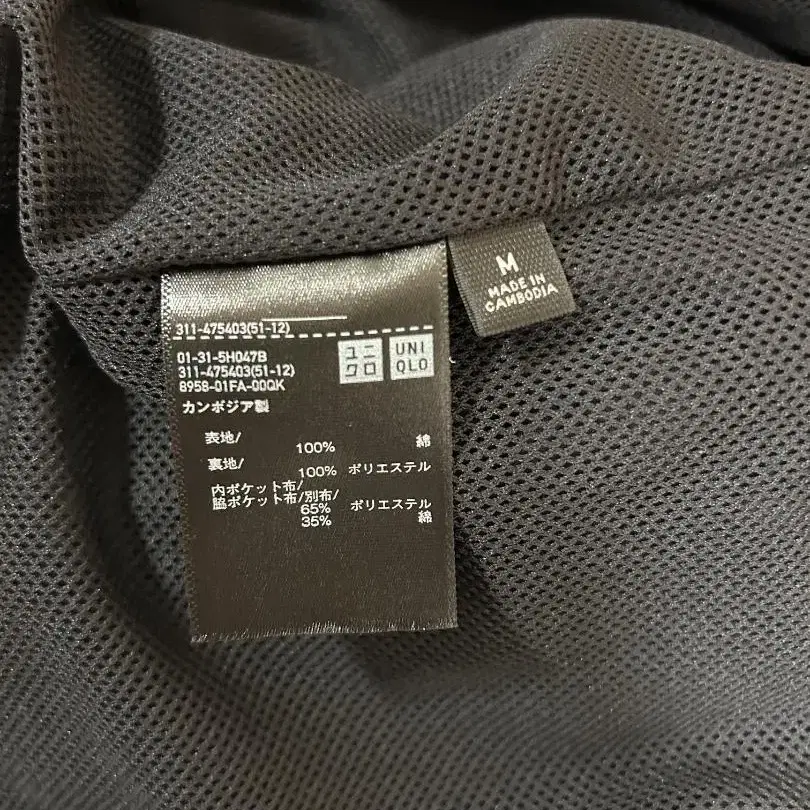 311-475403(51-12)
01-31-5H047B
311-475403(51-12)
8958-01FA-00QK
カンボジア製
ユニ
クロ
UNI
QLO
表地/
100% 綿
裏地/
100% ポリエステル
内ポケット布/
脇ポケット布/別布/
65% ポリエステル
35% 綿
M
MADE IN
CAMBODIA